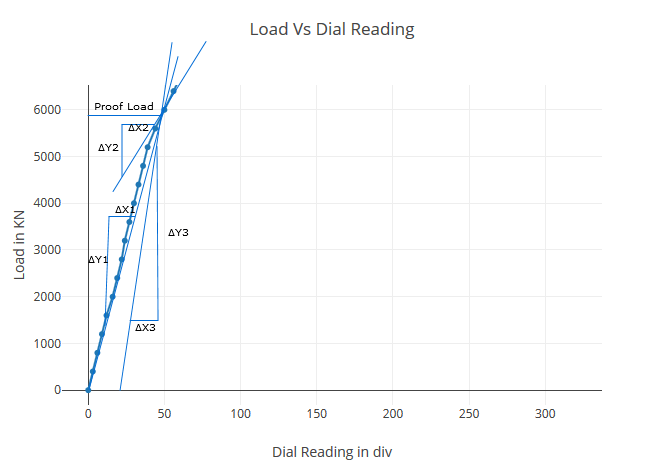 Load Vs Dial Reading
Proof Load
6000
ΔX2
ΔY2
5000
4000
ΔX1
ΔY3
3000
ΔY1
2000
ΔX3
1000
0
0 50 100 150 200 250 300
Load in KN
Dial Reading in div